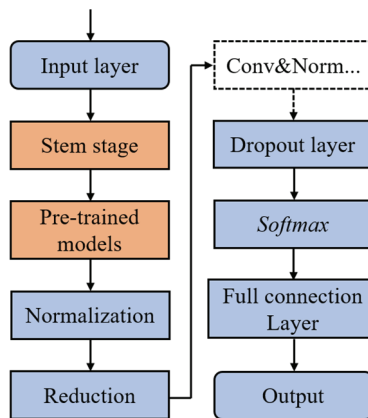 Input layer
Stem stage
Pre-trained
models
Normalization
Reduction
Conv&Norm...
Dropout layer
Softmax
Full connection
Layer
Output